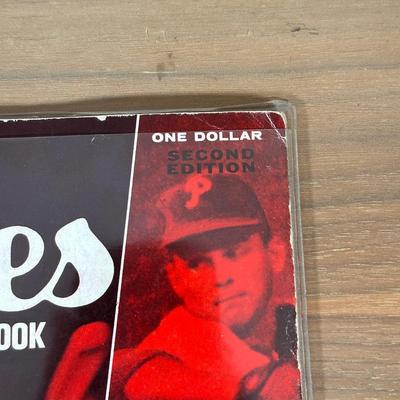 ONE DOLLAR
SECOND
EDITION
P
es
OOK